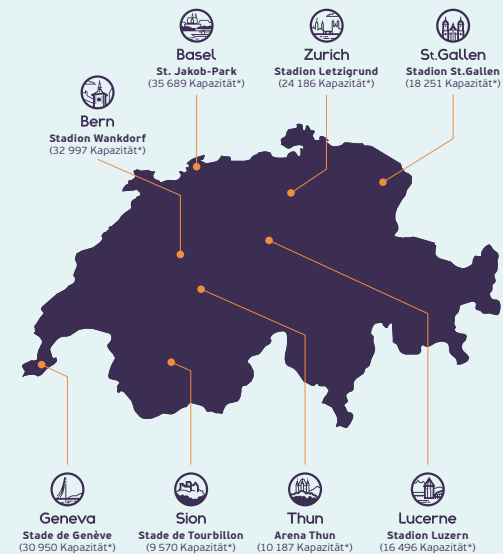 Basel
St. Jakob-Park
(35 689 Kapazität*)
Zurich
Stadion Letzigrund
(24 186 Kapazität*)
St.Gallen
Stadion St.Gallen
(18 251 Kapazität*)
Bern
Stadion Wankdorf
(32 997 Kapazität*)
Geneva
Stade de Genève
(30 950 Kapazität*)
Sion
Stade de Tourbillon
(9 570 Kapazität*)
Thun
Arena Thun
(10 187 Kapazität*)
Lucerne
Stadion Luzern
(16 496 Kapazität*)